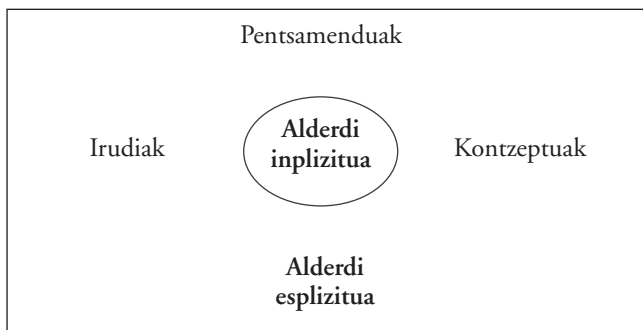 Pentsamenduak
Irudiak
Alderdi
inplizitua
Kontzeptuak
Alderdi
esplizitua